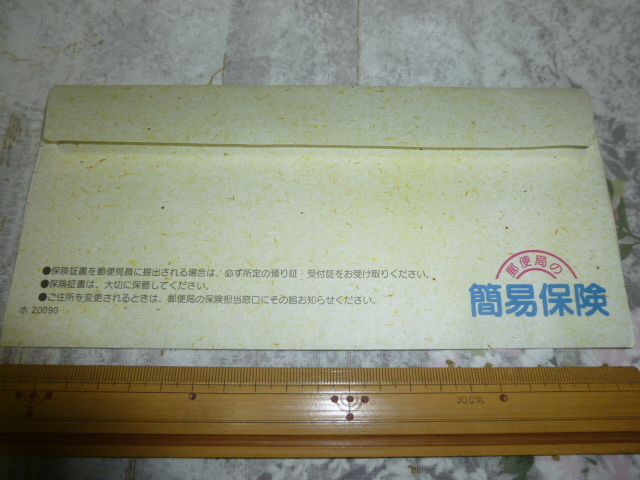 ●保険証書を郵便局員に提出される場合は、必ず所定の預り証・受付証をお受け取りください。
●保険証書は、大切に保管してください。
●ご住所を変更されるときは、郵便局の保険担当窓口にその旨お知らせください。
ホ 20090
郵便局の
簡易保険